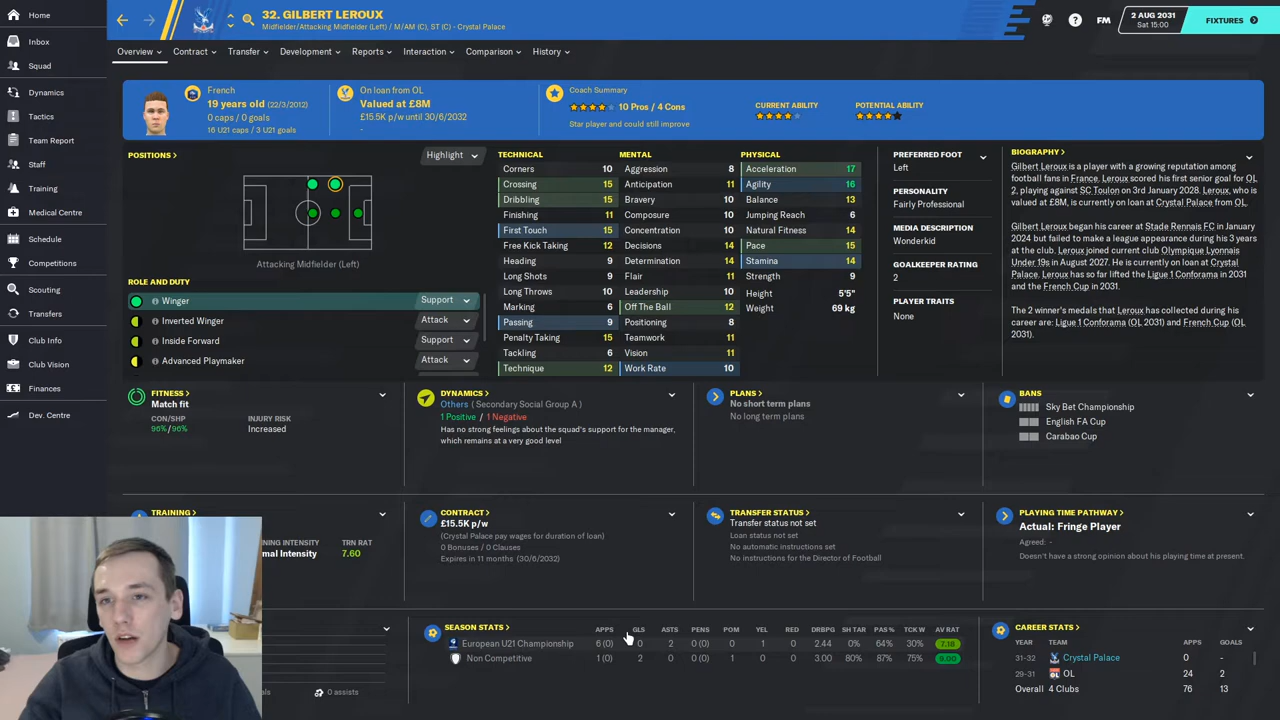 Home
Inbox
Squad
Dynamics
Tactics
Team Report
Staff
Training
Medical Centre
Schedule
Competitions
Scouting
Transfers
Club Info
Club Vision
Finances
Dev. Centre
32. GILBERT LEROUX
Midfielder/Attacking Midfielder (Left) / M/AM (C), ST (C) - Crystal Palace
FM
2 AUG 2031
Sat 15:00
FIXTURES
Overview
Contract
Transfer
Development
Reports
Interaction
Comparison
History
French
19 years old (22/3/2012)
0 caps / 0 goals
16 U21 caps / 3 U21 goals
On loan from OL
Valued at £8M
£15.5K p/w until 30/6/2032
-
Coach Summary
10 Pros / 4 Cons
Star player and could still improve
CURRENT ABILITY
POTENTIAL ABILITY
POSITIONS
Highlight
Attacking Midfielder (Left)
ROLE AND DUTY
Winger Support
Inverted Winger Attack
Inside Forward Support
Advanced Playmaker Attack
TECHNICAL
Corners 10
Crossing 15
Dribbling 15
Finishing 11
First Touch 15
Free Kick Taking 12
Heading 9
Long Shots 9
Long Throws 10
Marking 6
Passing 9
Penalty Taking 15
Tackling 6
Technique 12
MENTAL
Aggression 8
Anticipation 11
Bravery 10
Composure 10
Concentration 10
Decisions 14
Determination 14
Flair 11
Leadership 10
Off The Ball 12
Positioning 8
Teamwork 11
Vision 11
Work Rate 10
PHYSICAL
Acceleration 17
Agility 16
Balance 13
Jumping Reach 6
Natural Fitness 14
Pace 15
Stamina 14
Strength 9
Height 5'5"
Weight 69 kg
PREFERRED FOOT
Left
PERSONALITY
Fairly Professional
MEDIA DESCRIPTION
Wonderkid
GOALKEEPER RATING
2
PLAYER TRAITS
None
BIOGRAPHY
Gilbert Leroux is a player with a growing reputation among
football fans in France. Leroux scored his first senior goal for OL
2, playing against SC Toulon on 3rd January 2028. Leroux, who is
valued at £8M, is currently on loan at Crystal Palace from OL.
Gilbert Leroux began his career at Stade Rennais FC in January
2024 but failed to make a league appearance during his 3 years
at the club. Leroux joined current club Olympique Lyonnais
Under 19s in August 2027. He is currently on loan at Crystal
Palace. Leroux has so far lifted the Ligue 1 Conforama in 2031
and the French Cup in 2031.
The 2 winner's medals that Leroux has collected during his
career are: Ligue 1 Conforama (OL 2031) and French Cup (OL
2031).
FITNESS
Match fit
CON/SHP
96%/96%
INJURY RISK
Increased
DYNAMICS
Others ( Secondary Social Group A )
1 Positive / 1 Negative
Has no strong feelings about the squad's support for the manager,
which remains at a very good level
PLANS
No short term plans
No long term plans
BANS
Sky Bet Championship
English FA Cup
Carabao Cup
TRAINING
TRN RAT
7.60
CONTRACT
£15.5K p/w
(Crystal Palace pay wages for duration of loan)
0 Bonuses / 0 Clauses
Expires in 11 months (30/6/2032)
TRANSFER STATUS
Transfer status not set
Loan status not set
No automatic instructions set
No instructions for the Director of Football
PLAYING TIME PATHWAY
Actual: Fringe Player
Agreed: -
Doesn't have a strong opinion about his playing time at present.
0 assists
SEASON STATS
APPS GLS ASTS PENS POM YEL RED DRBPG SH TAR PAS% TCK W AV RAT
European U21 Championship 6 (0) 0 2 0 (0) 0 1 0 2.44 0% 64% 30% 7.18
Non Competitive 1 (0) 2 0 0 (0) 1 0 0 3.00 80% 87% 75% 9.00
CAREER STATS
YEAR TEAM APPS GOALS
31-32 Crystal Palace 0 -
29-31 OL 24 2
Overall 4 Clubs 76 13